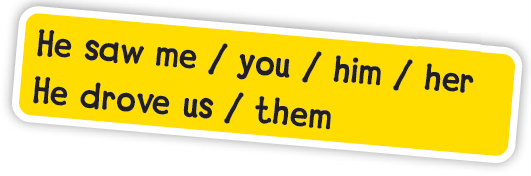 He saw me / you / him / her
He drove us / them